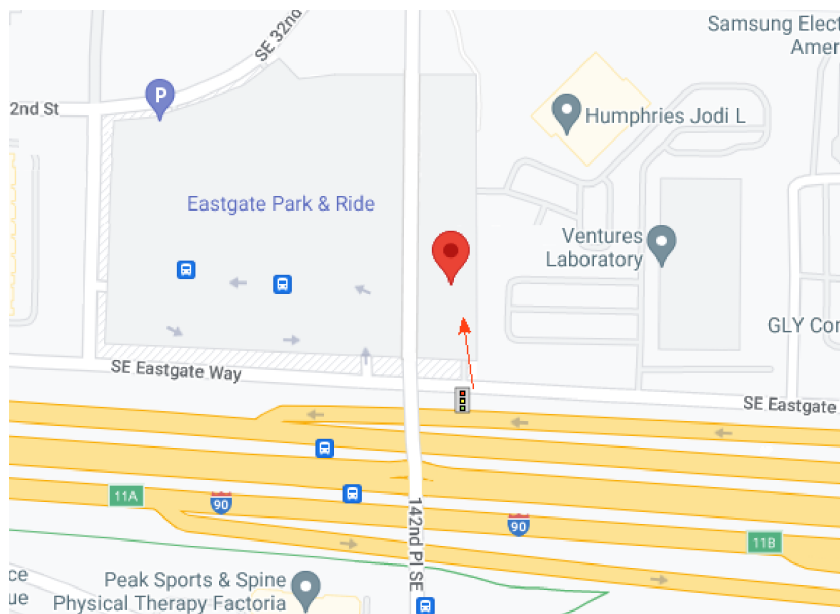 Samsung Elect
Amer
SE 32nd
P
2nd St
Humphries Jodi L
Eastgate Park & Ride
Ventures
Laboratory
GLY Con
SE Eastgate Way
SE Eastgate
11A
90
90
142nd Pl SE
11B
ce
ue
Peak Sports & Spine
Physical Therapy Factoria